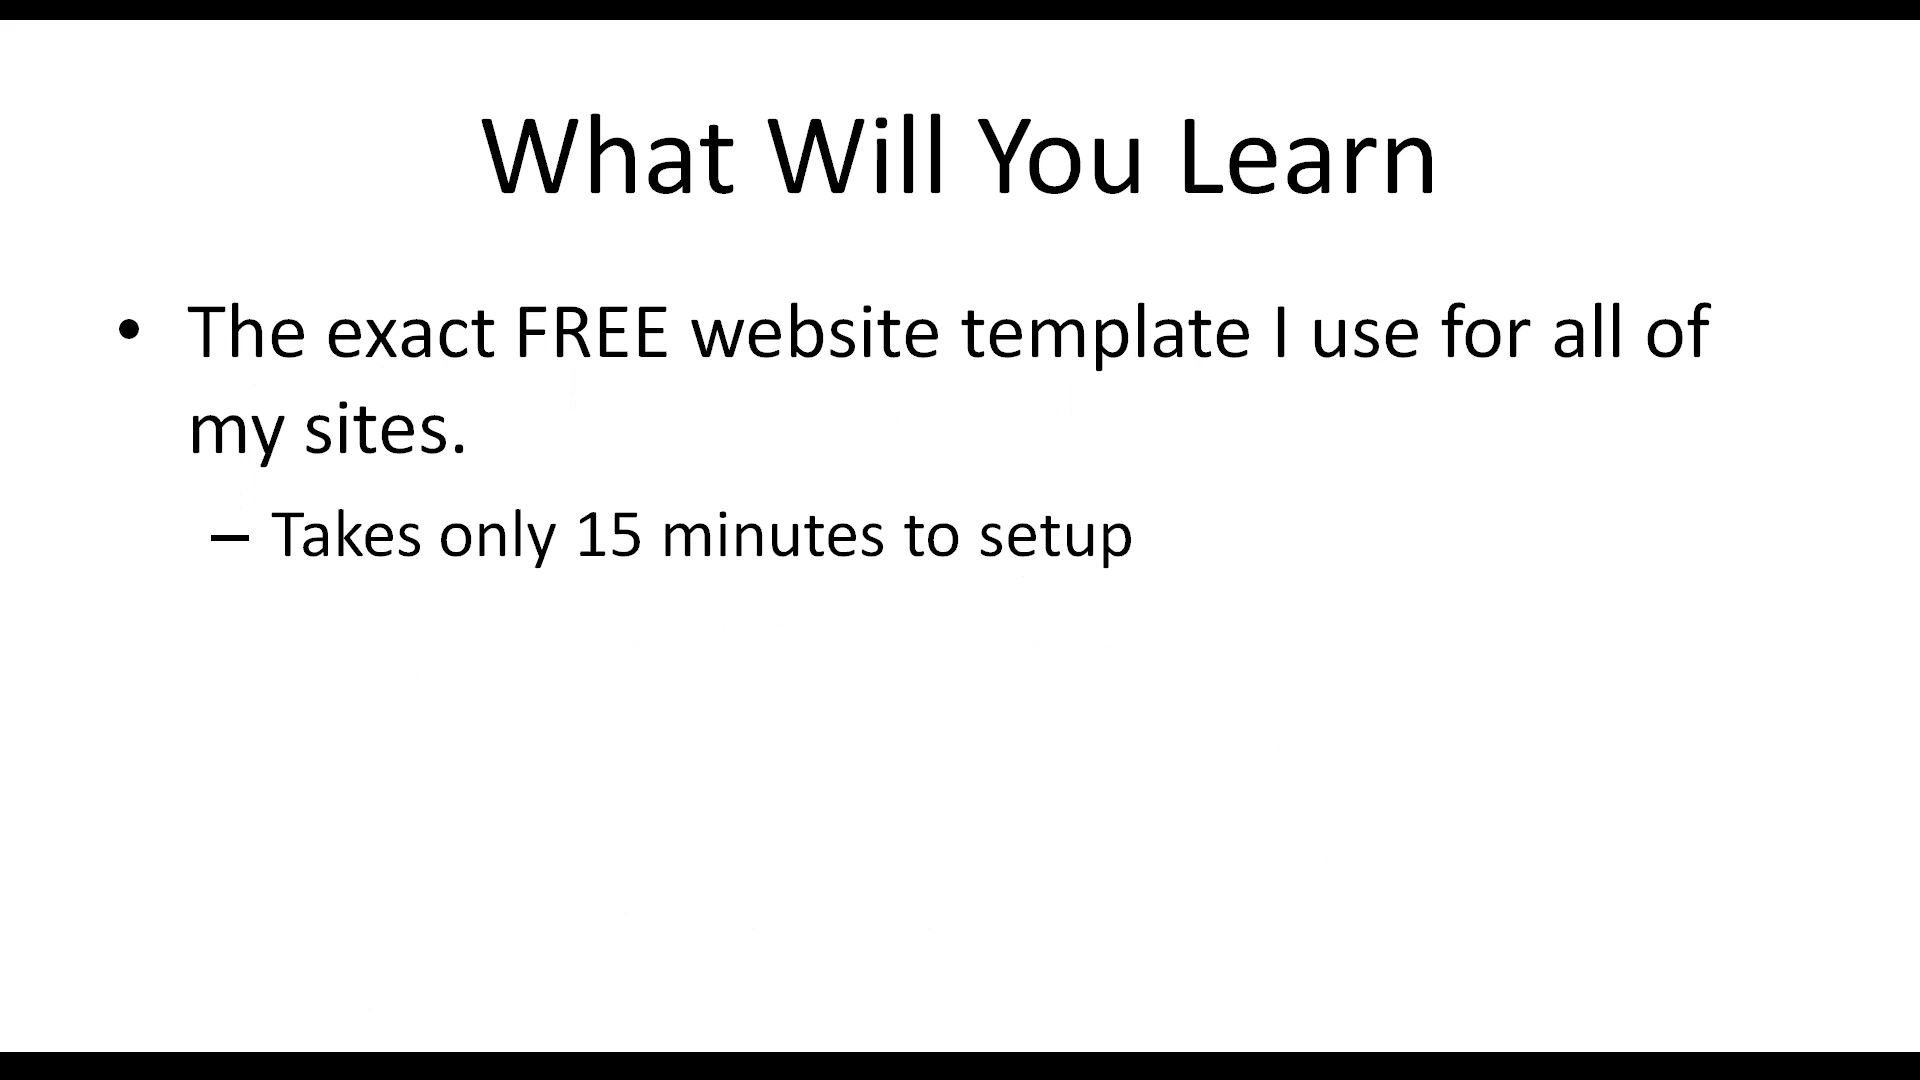 What Will You Learn
• The exact FREE website template I use for all of
my sites.
– Takes only 15 minutes to setup